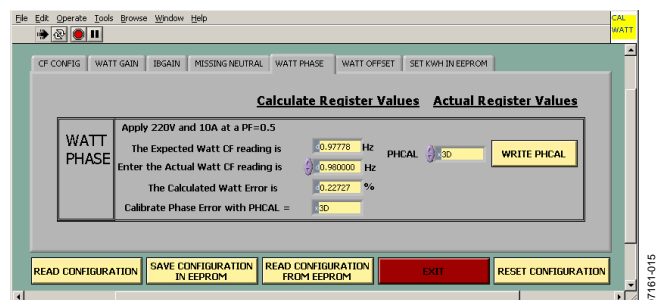 File Edit Operate Tools Browse Window Help
CAL
WATT
CF CONFIG WATT GAIN IBGAIN MISSING NEUTRAL WATT PHASE WATT OFFSET SET KWH IN EEPROM
Calculate Register Values Actual Register Values
WATT
PHASE
Apply 220V and 10A at a PF=0.5
The Expected Watt CF reading is 0.97778 Hz
Enter the Actual Watt CF reading is 0.980000 Hz
The Calculated Watt Error is 0.22727 %
Calibrate Phase Error with PHCAL = x3D
PHCAL x3D WRITE PHCAL
READ CONFIGURATION
SAVE CONFIGURATION
IN EEPROM
READ CONFIGURATION
FROM EEPROM
EXIT
RESET CONFIGURATION
7161-015